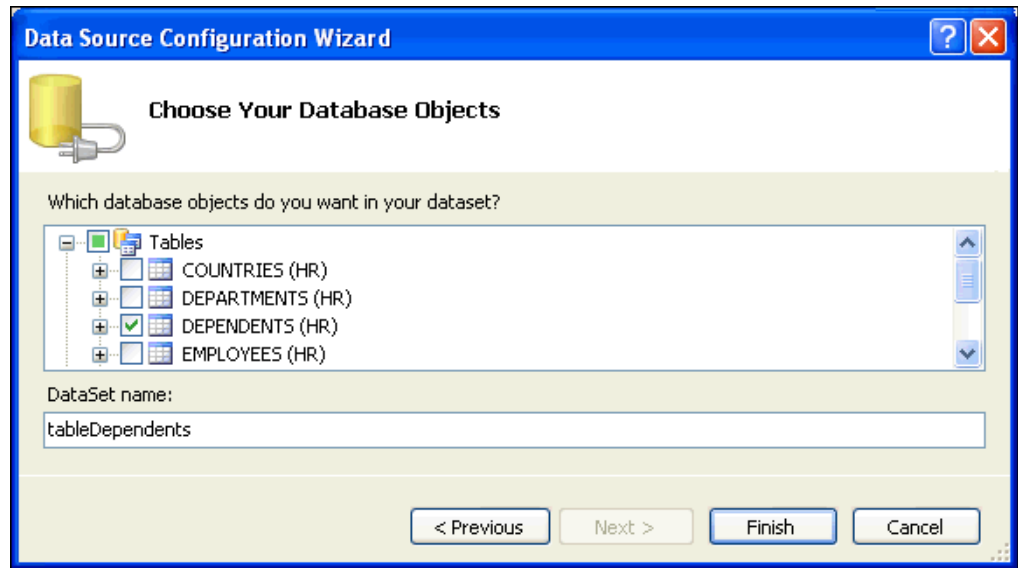 Data Source Configuration Wizard
Choose Your Database Objects
Which database objects do you want in your dataset?
Tables
COUNTRIES (HR)
DEPARTMENTS (HR)
DEPENDENTS (HR)
EMPLOYEES (HR)
DataSet name:
tableDependents
< Previous Next > Finish Cancel